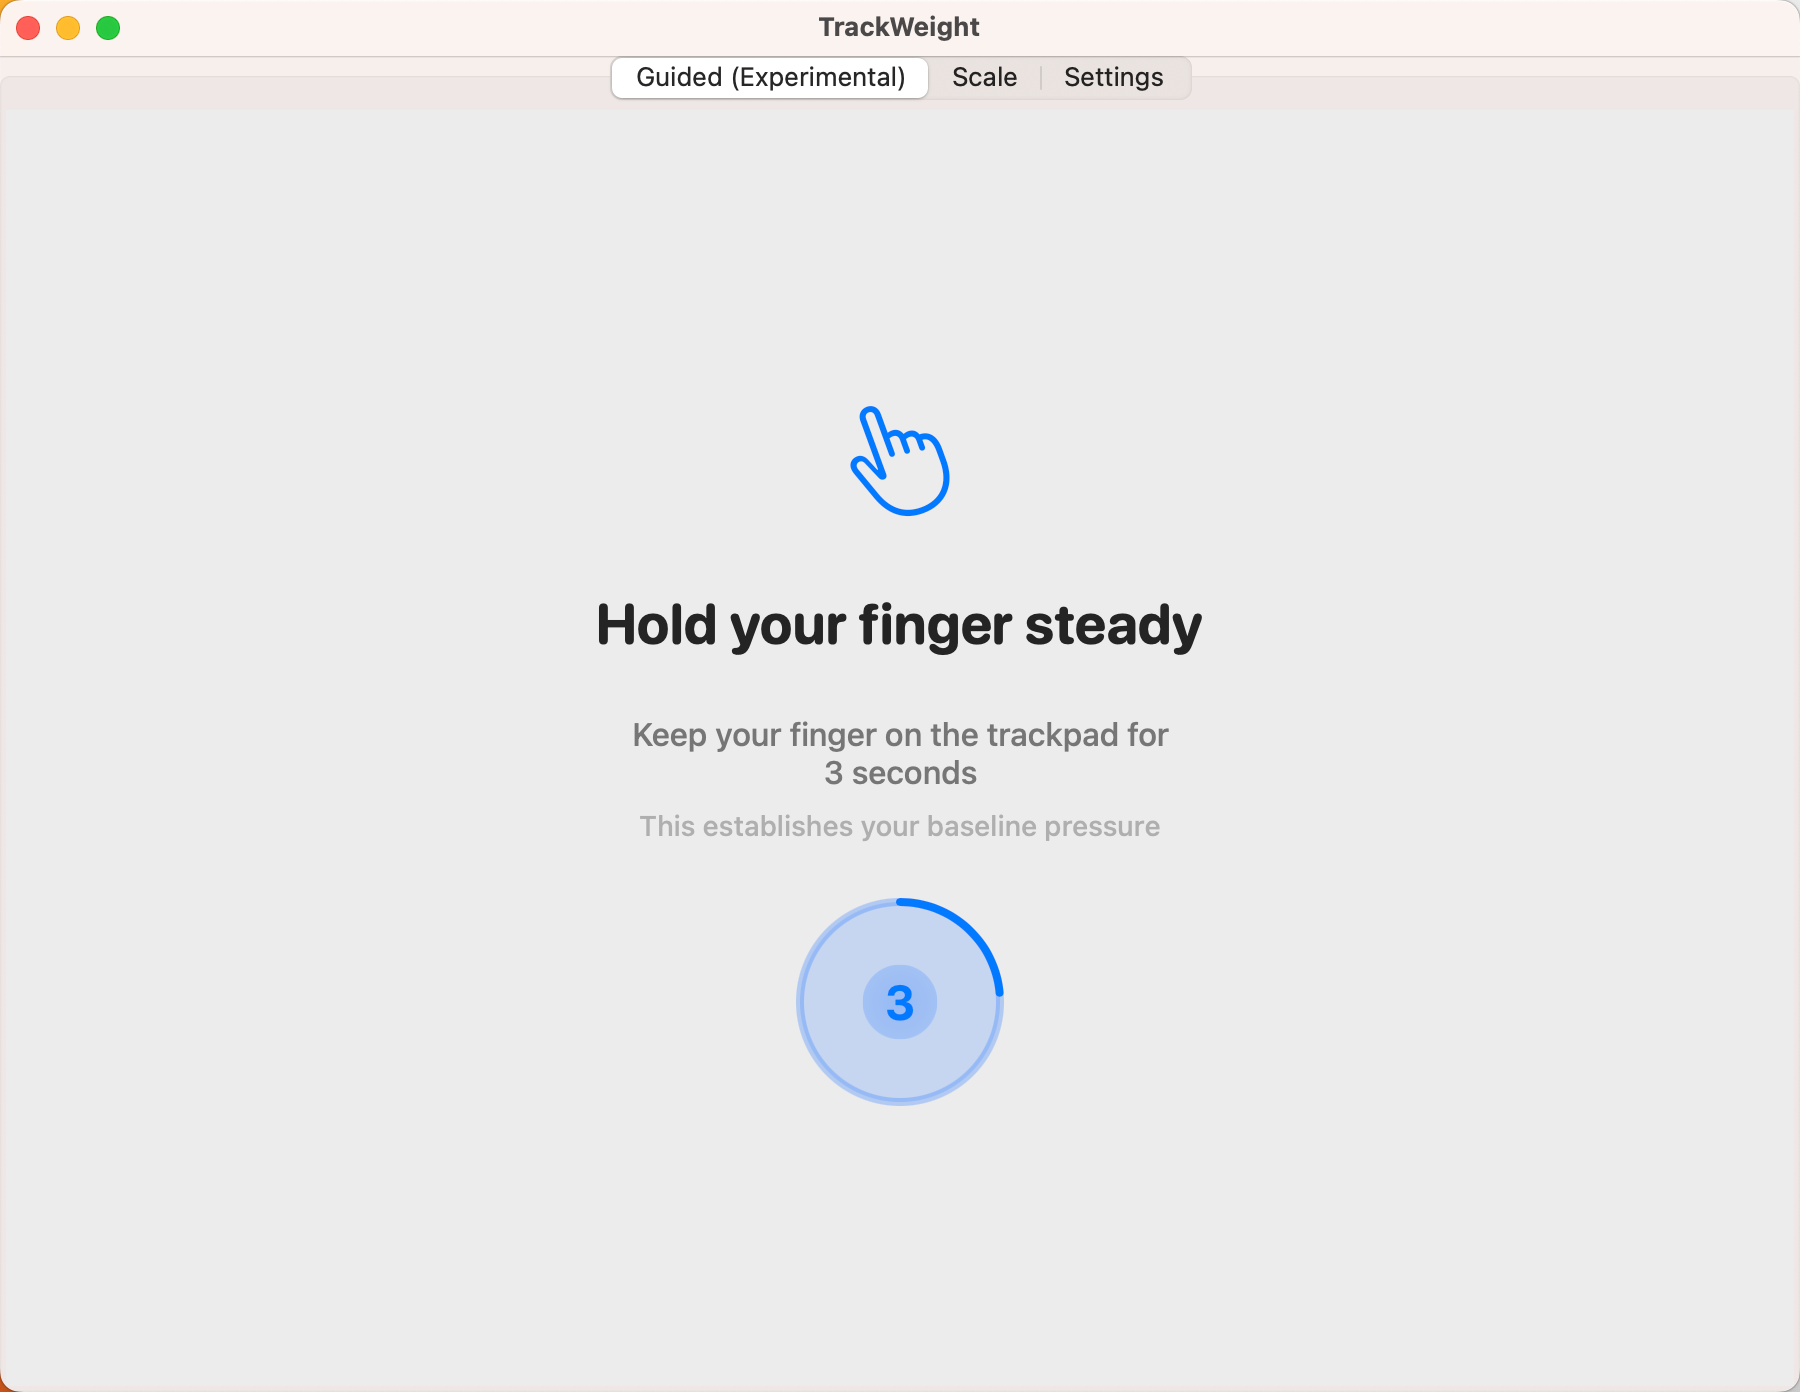 TrackWeight
Guided (Experimental) Scale Settings
Hold your finger steady
Keep your finger on the trackpad for
3 seconds
This establishes your baseline pressure
3